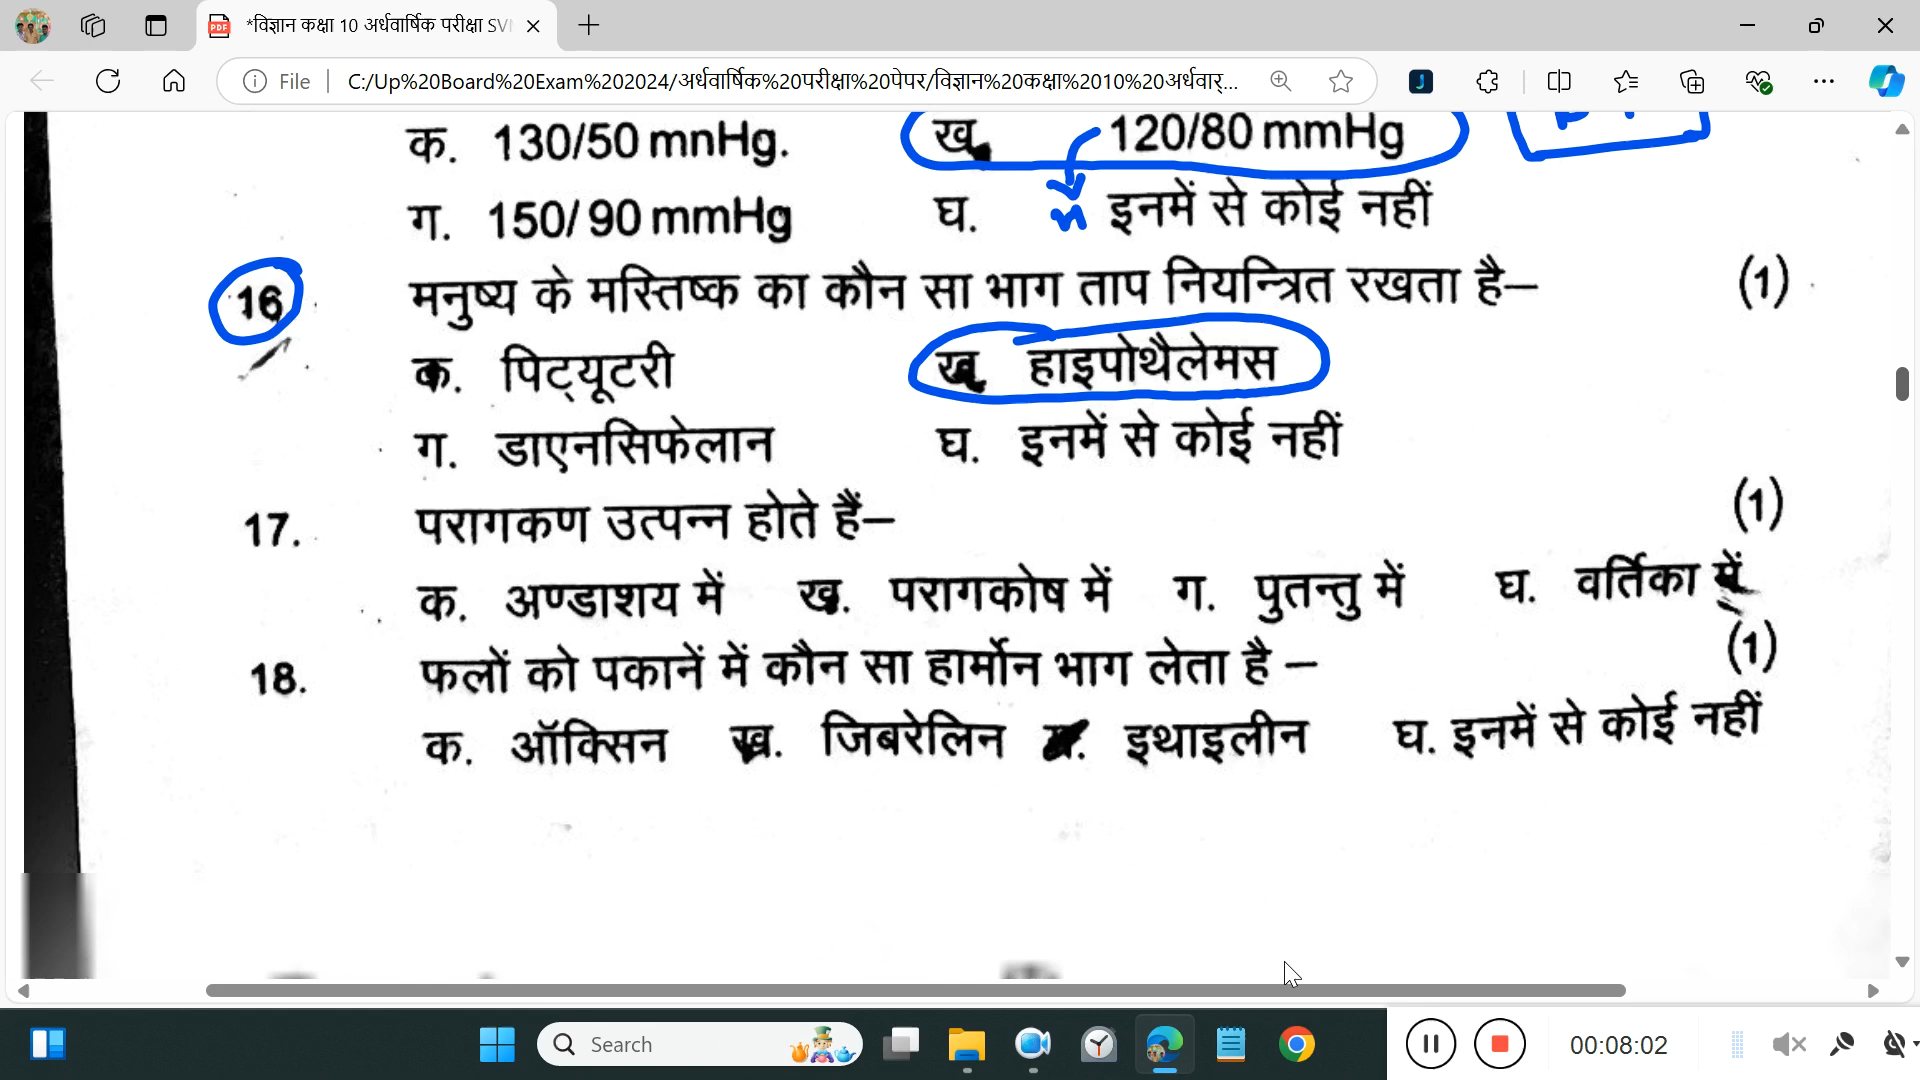 *विज्ञान कक्षा 10 अर्धवार्षिक परीक्षा SV
File
C:/Up%20Board%20Exam%202024/अर्धवार्षिक%20परीक्षा%20पेपर/विज्ञान%20कक्षा%2010%20अर्धवार्...
क. 130/50 mnHg. ख 120/80 mmHg
ग. 150/90 mmHg घ. इनमें से कोई नहीं
16 मनुष्य के मस्तिष्क का कौन सा भाग ताप नियन्त्रित रखता है– (1)
क. पिट्यूटरी ख. हाइपोथैलेमस
ग. डाएनसिफेलान घ. इनमें से कोई नहीं
17. परागकण उत्पन्न होते हैं– (1)
क. अण्डाशय में ख. परागकोष में ग. पुतन्तु में घ. वर्तिका में
18. फलों को पकानें में कौन सा हार्मोन भाग लेता है – (1)
क. ऑक्सिन ख. जिबरेलिन इथाइलीन घ. इनमें से कोई नहीं
Search
00:08:02